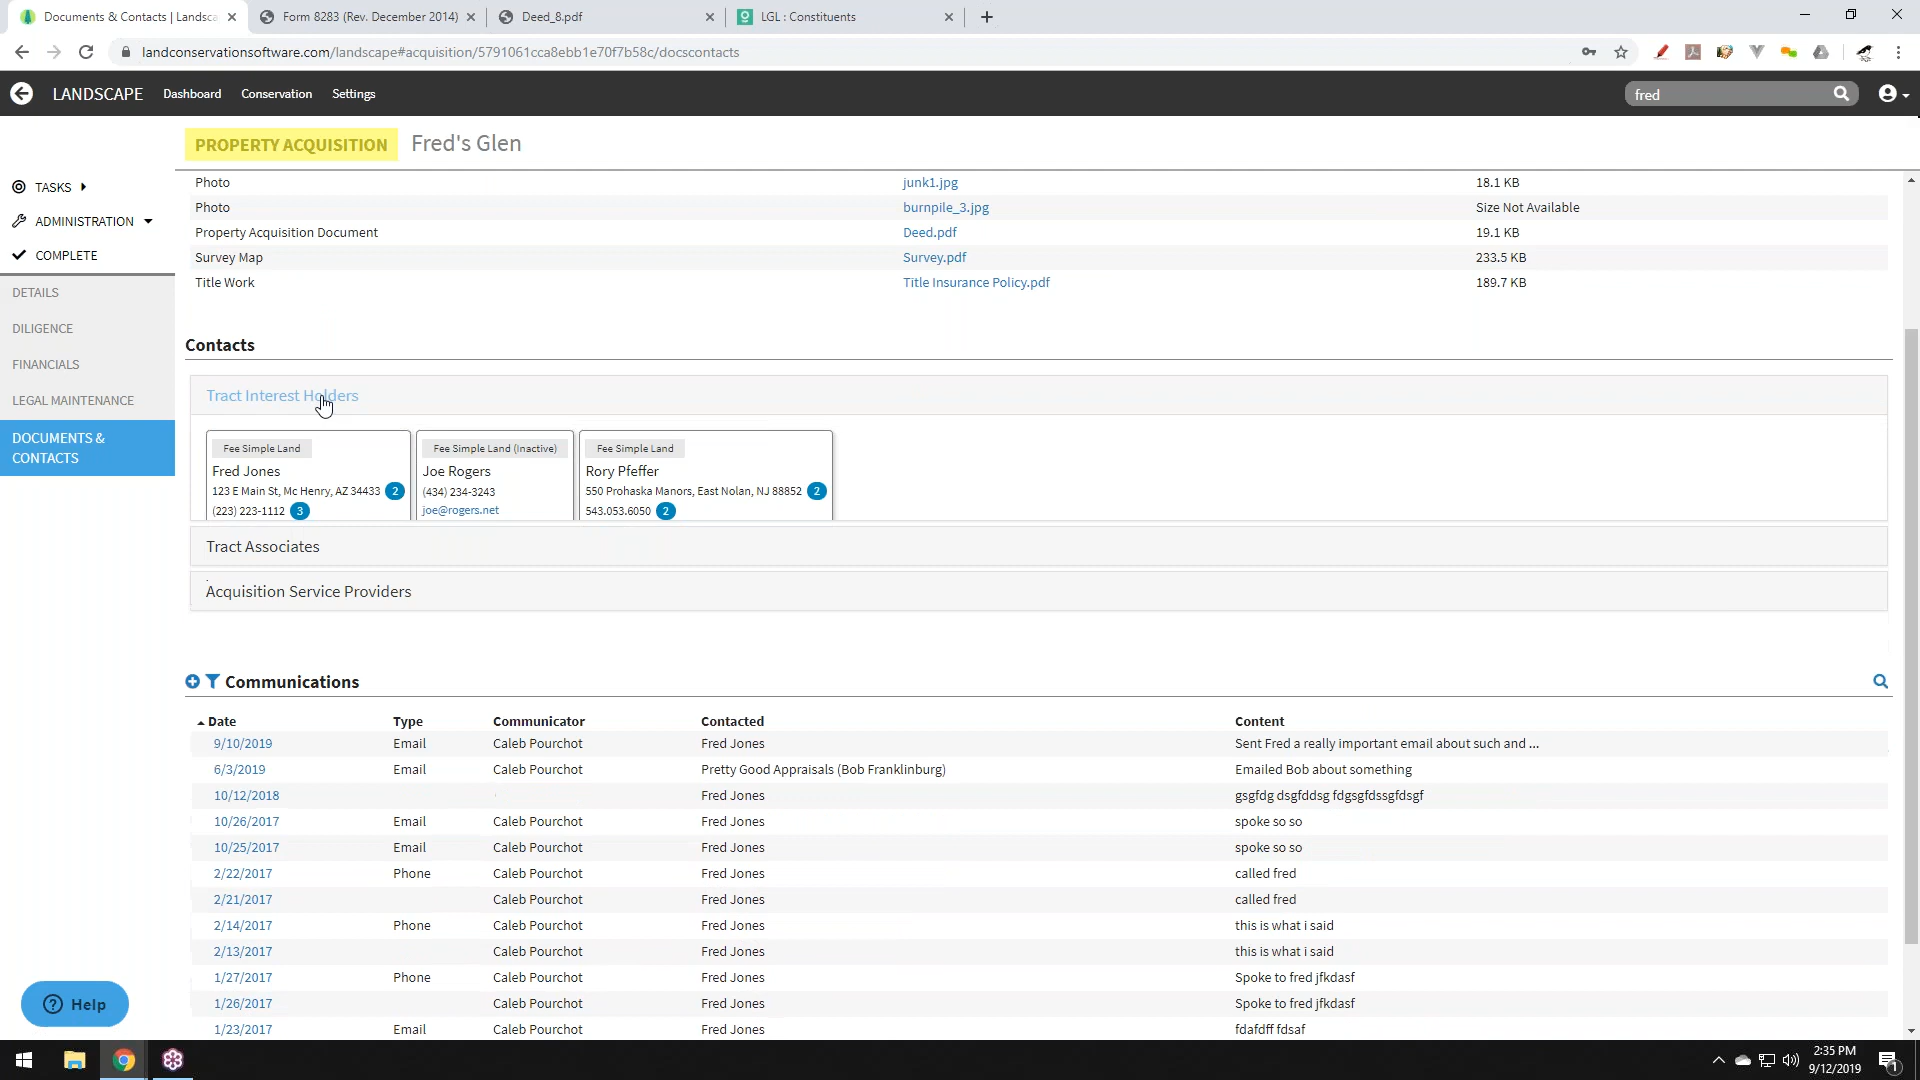 Documents & Contacts | Landsca
Form 8283 (Rev. December 2014)
Deed_8.pdf
LGL : Constituents
landconservationsoftware.com/landscape#acquisition/5791061cca8ebb1e70f7b58c/docscontacts
LANDSCAPE Dashboard Conservation Settings
fred
PROPERTY ACQUISITION Fred's Glen
TASKS
ADMINISTRATION
COMPLETE
DETAILS
DILIGENCE
FINANCIALS
LEGAL MAINTENANCE
DOCUMENTS &
CONTACTS
Help
Photo junk1.jpg 18.1 KB
Photo burnpile_3.jpg Size Not Available
Property Acquisition Document Deed.pdf 19.1 KB
Survey Map Survey.pdf 233.5 KB
Title Work Title Insurance Policy.pdf 189.7 KB
Contacts
Tract Interest Holders
Fee Simple Land
Fred Jones
123 E Main St, Mc Henry, AZ 34433 2
(223) 223-1112 3
Fee Simple Land (Inactive)
Joe Rogers
(434) 234-3243
joe@rogers.net
Fee Simple Land
Rory Pfeffer
550 Prohaska Manors, East Nolan, NJ 88852 2
543.053.6050 2
Tract Associates
Acquisition Service Providers
Communications
Date Type Communicator Contacted Content
9/10/2019 Email Caleb Pourchot Fred Jones Sent Fred a really important email about such and ...
6/3/2019 Email Caleb Pourchot Pretty Good Appraisals (Bob Franklinburg) Emailed Bob about something
10/12/2018 Fred Jones gsgfdg dsgfddsg fdgsgfdssgfdsgf
10/26/2017 Email Caleb Pourchot Fred Jones spoke so so
10/25/2017 Email Caleb Pourchot Fred Jones spoke so so
2/22/2017 Phone Caleb Pourchot Fred Jones called fred
2/21/2017 Caleb Pourchot Fred Jones called fred
2/14/2017 Phone Caleb Pourchot Fred Jones this is what i said
2/13/2017 Caleb Pourchot Fred Jones this is what i said
1/27/2017 Phone Caleb Pourchot Fred Jones Spoke to fred jfkdasf
1/26/2017 Caleb Pourchot Fred Jones Spoke to fred jfkdasf
1/23/2017 Email Caleb Pourchot Fred Jones fdafdff fdsaf
2:35 PM
9/12/2019
1